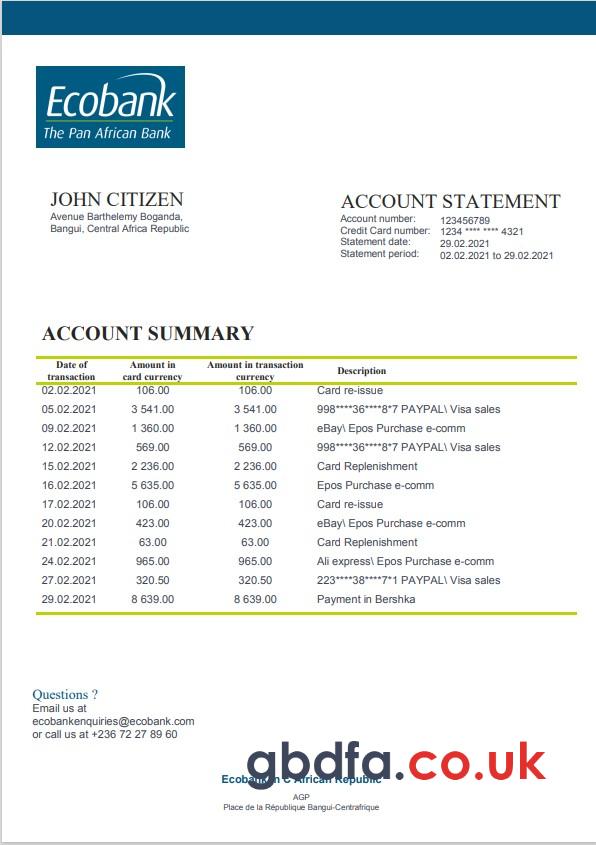 Ecobank
The Pan African Bank
JOHN CITIZEN
Avenue Barthelemy Boganda,
Bangui, Central Africa Republic
ACCOUNT STATEMENT
Account number: 123456789
Credit Card number: 1234 **** **** 4321
Statement date: 29.02.2021
Statement period: 02.02.2021 to 29.02.2021
ACCOUNT SUMMARY
Date of transaction Amount in card currency Amount in transaction currency Description
02.02.2021 106.00 106.00 Card re-issue
05.02.2021 3 541.00 3 541.00 998****36****8*7 PAYPAL\ Visa sales
09.02.2021 1 360.00 1 360.00 eBay\ Epos Purchase e-comm
12.02.2021 569.00 569.00 998****36****8*7 PAYPAL\ Visa sales
15.02.2021 2 236.00 2 236.00 Card Replenishment
16.02.2021 5 635.00 5 635.00 Epos Purchase e-comm
17.02.2021 106.00 106.00 Card re-issue
20.02.2021 423.00 423.00 eBay\ Epos Purchase e-comm
21.02.2021 63.00 63.00 Card Replenishment
24.02.2021 965.00 965.00 Ali express\ Epos Purchase e-comm
27.02.2021 320.50 320.50 223****38****7*1 PAYPAL\ Visa sales
29.02.2021 8 639.00 8 639.00 Payment in Bershka
Questions ?
Email us at
ecobankenquiries@ecobank.com
or call us at +236 72 27 89 60
gbdfa.co.uk
Ecobank C African Republic
AGP
Place de la République Bangui-Centrafrique